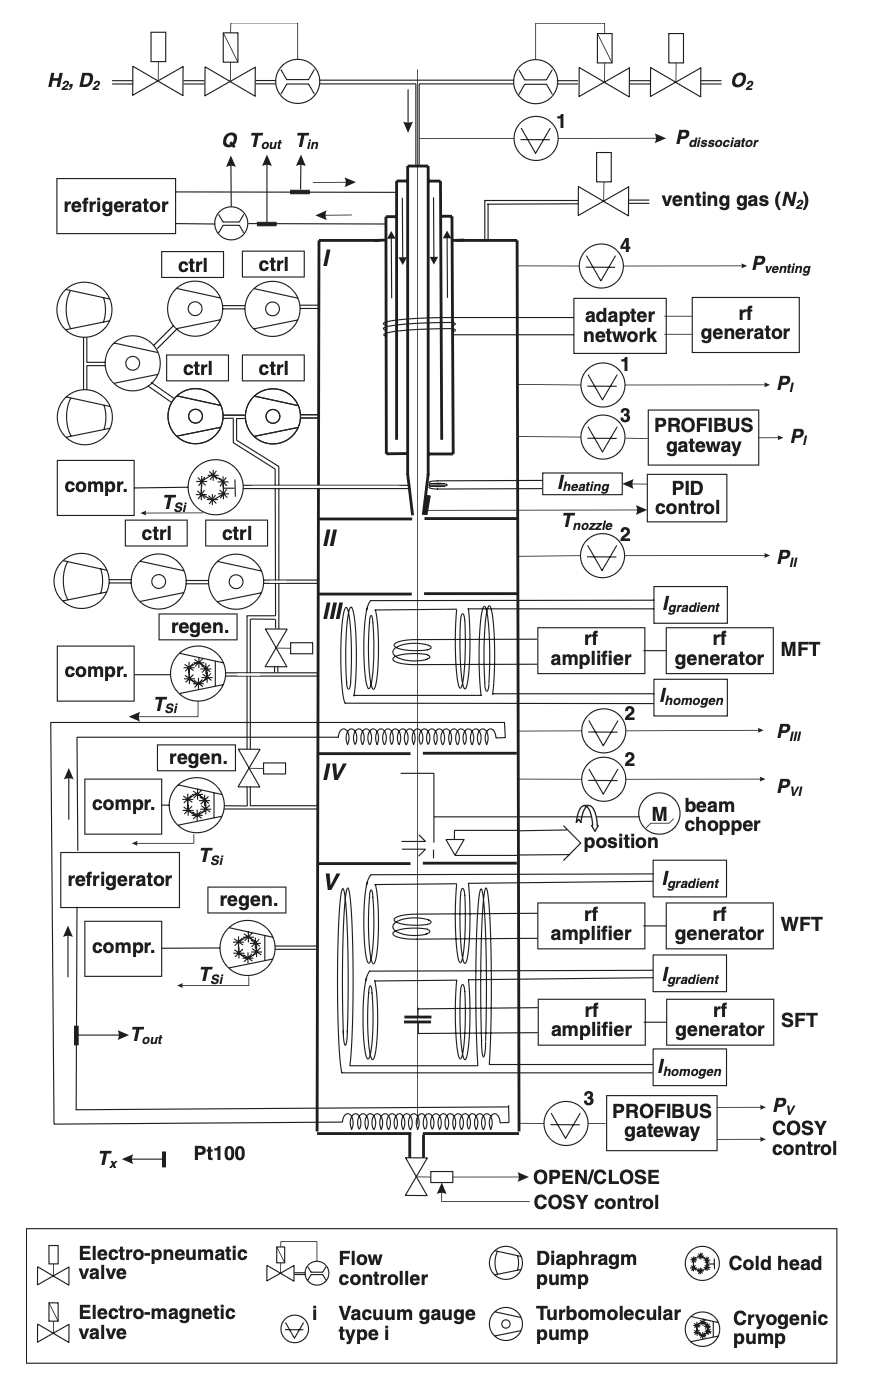 H2, D2
O2
1
Pdissociator
Q Tout Tin
refrigerator
venting gas (N2)
I
4
Pventing
ctrl ctrl
adapter
network
rf
generator
ctrl ctrl
1
PI
3
PROFIBUS
gateway
PI
compr.
TSi
Iheating
PID
control
Tnozzle
ctrl ctrl
II
2
PII
III
Igradient
regen.
rf
amplifier
rf
generator
MFT
compr.
TSi
Ihomogen
2
PIII
regen.
IV
2
PVI
compr.
TSi
M
beam
chopper
position
refrigerator
V
Igradient
regen.
rf
amplifier
rf
generator
WFT
compr.
TSi
Igradient
rf
amplifier
rf
generator
SFT
Tout
Ihomogen
3
PROFIBUS
gateway
PV
COSY
control
Tx
Pt100
OPEN/CLOSE
COSY control
Electro-pneumatic
valve
Flow
controller
Diaphragm
pump
Cold head
Electro-magnetic
valve
i
Vacuum gauge
type i
Turbomolecular
pump
Cryogenic
pump